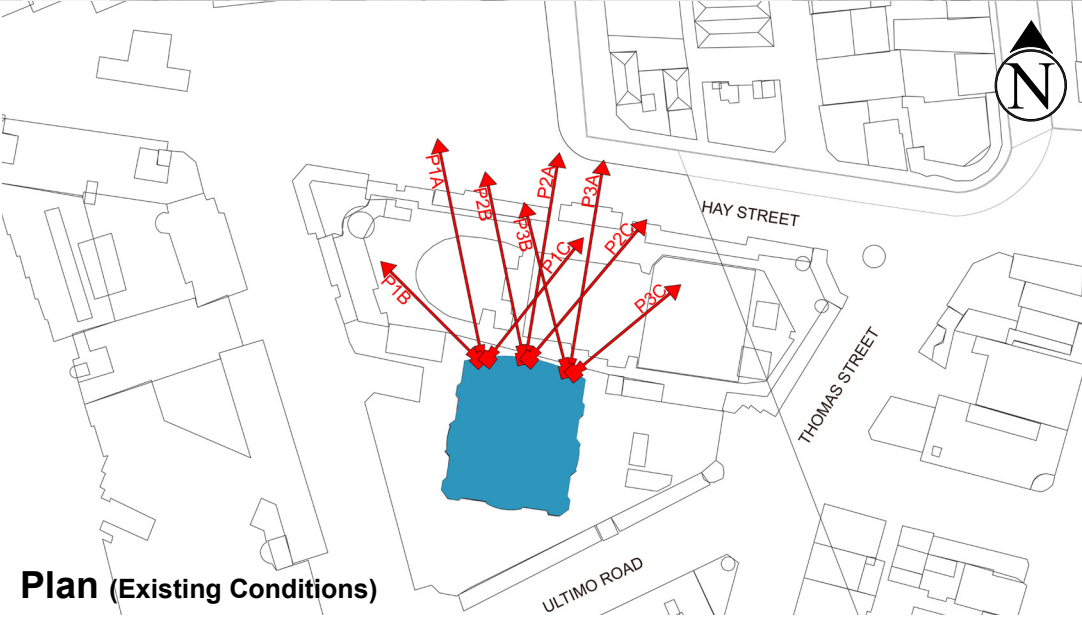 N
P1A
P2B
P2A
P3A
P3B
HAY STREET
P1C
P2C
P1B
P3C
THOMAS STREET
ULTIMO ROAD
Plan (Existing Conditions)